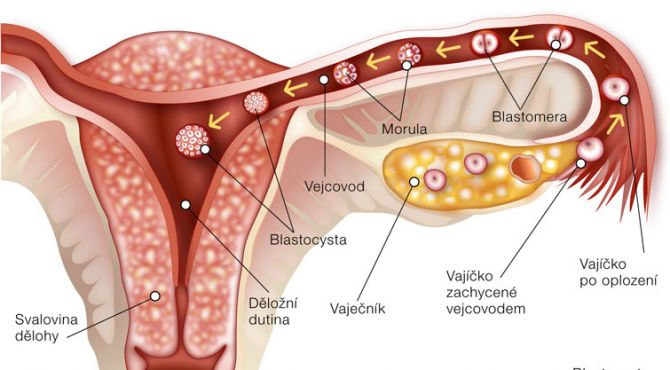 Blastomera
Morula
Vejcovod
Blastocysta
Vajíčko
po oplození
Vajíčko
zachycené
vejcovodem
Děložní
dutina
Vaječník
Svalovina
dělohy